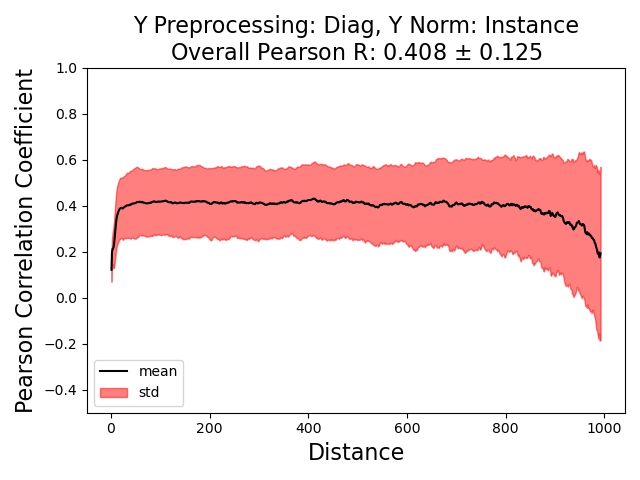 Y Preprocessing: Diag, Y Norm: Instance
Overall Pearson R: 0.408 ± 0.125
Pearson Correlation Coefficient
1.0
0.8
0.6
0.4
0.2
0.0
−0.2
−0.4
mean
std
0 200 400 600 800 1000
Distance